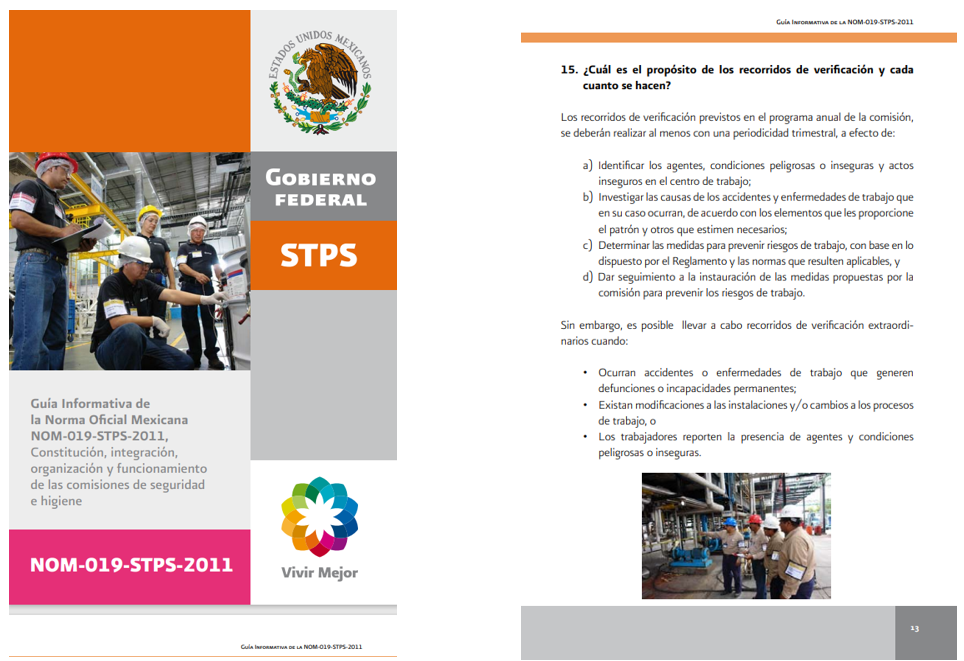 ESTADOS UNIDOS MEXICANOS
GOBIERNO
FEDERAL
STPS
Guía Informativa de
la Norma Oficial Mexicana
NOM-019-STPS-2011,
Constitución, integración,
organización y funcionamiento
de las comisiones de seguridad
e higiene
NOM-019-STPS-2011
Vivir Mejor
Guía Informativa de la NOM-019-STPS-2011
Guía Informativa de la NOM-019-STPS-2011
15. ¿Cuál es el propósito de los recorridos de verificación y cada
cuanto se hacen?
Los recorridos de verificación previstos en el programa anual de la comisión,
se deberán realizar al menos con una periodicidad trimestral, a efecto de:
a) Identificar los agentes, condiciones peligrosas o inseguras y actos
inseguros en el centro de trabajo;
b) Investigar las causas de los accidentes y enfermedades de trabajo que
en su caso ocurran, de acuerdo con los elementos que les proporcione
el patrón y otros que estimen necesarios;
c) Determinar las medidas para prevenir riesgos de trabajo, con base en lo
dispuesto por el Reglamento y las normas que resulten aplicables, y
d) Dar seguimiento a la instauración de las medidas propuestas por la
comisión para prevenir los riesgos de trabajo.
Sin embargo, es posible llevar a cabo recorridos de verificación extraordi-
narios cuando:
• Ocurran accidentes o enfermedades de trabajo que generen
defunciones o incapacidades permanentes;
• Existan modificaciones a las instalaciones y/o cambios a los procesos
de trabajo, o
• Los trabajadores reporten la presencia de agentes y condiciones
peligrosas o inseguras.
13